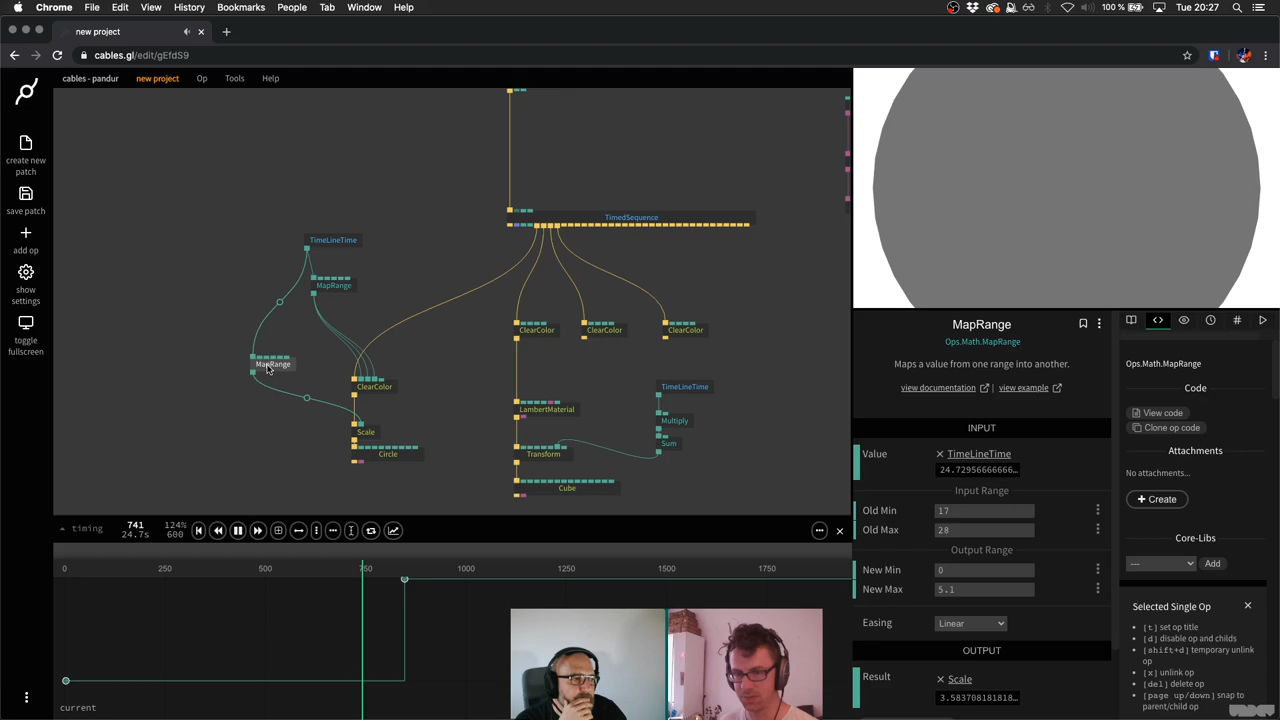 Chrome File Edit View History Bookmarks People Tab Window Help
100 % Tue 20:27
new project
cables.gl/edit/gEfdS9
cables - pandur new project Op Tools Help
create new patch
save patch
add op
show settings
toggle fullscreen
TimedSequence
TimeLineTime
MapRange
ClearColor ClearColor ClearColor
MapRange
ClearColor
TimeLineTime
LambertMaterial
Multiply
Scale
Sum
Circle
Transform
Cube
MapRange
Ops.Math.MapRange
Maps a value from one range into another.
view documentation view example
INPUT
Value × TimeLineTime
24.72956666666…
Input Range
Old Min 17
Old Max 28
Output Range
New Min 0
New Max 5.1
Easing Linear
OUTPUT
Result × Scale
3.583708181818…
Ops.Math.MapRange
Code
View code
Clone op code
Attachments
No attachments...
+ Create
Core-Libs
--- Add
Selected Single Op
[t] set op title
[d] disable op and childs
[shift+d] temporary unlink op
[x] unlink op
[del] delete op
[page up/down] snap to parent/child op
timing 741 124%
24.7s 600
0 250 500 750 1000 1250 1500 1750
current